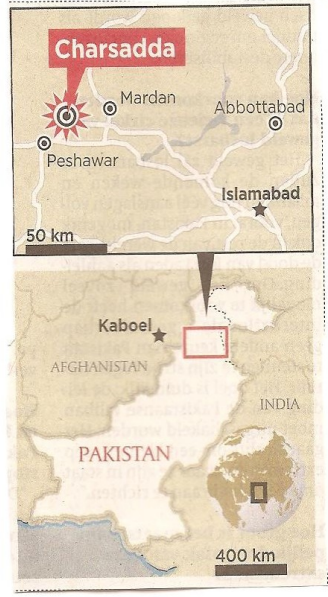 Charsadda
Mardan
Abbottabad
Peshawar
Islamabad
50 km
Kaboel
AFGHANISTAN
INDIA
PAKISTAN
400 km